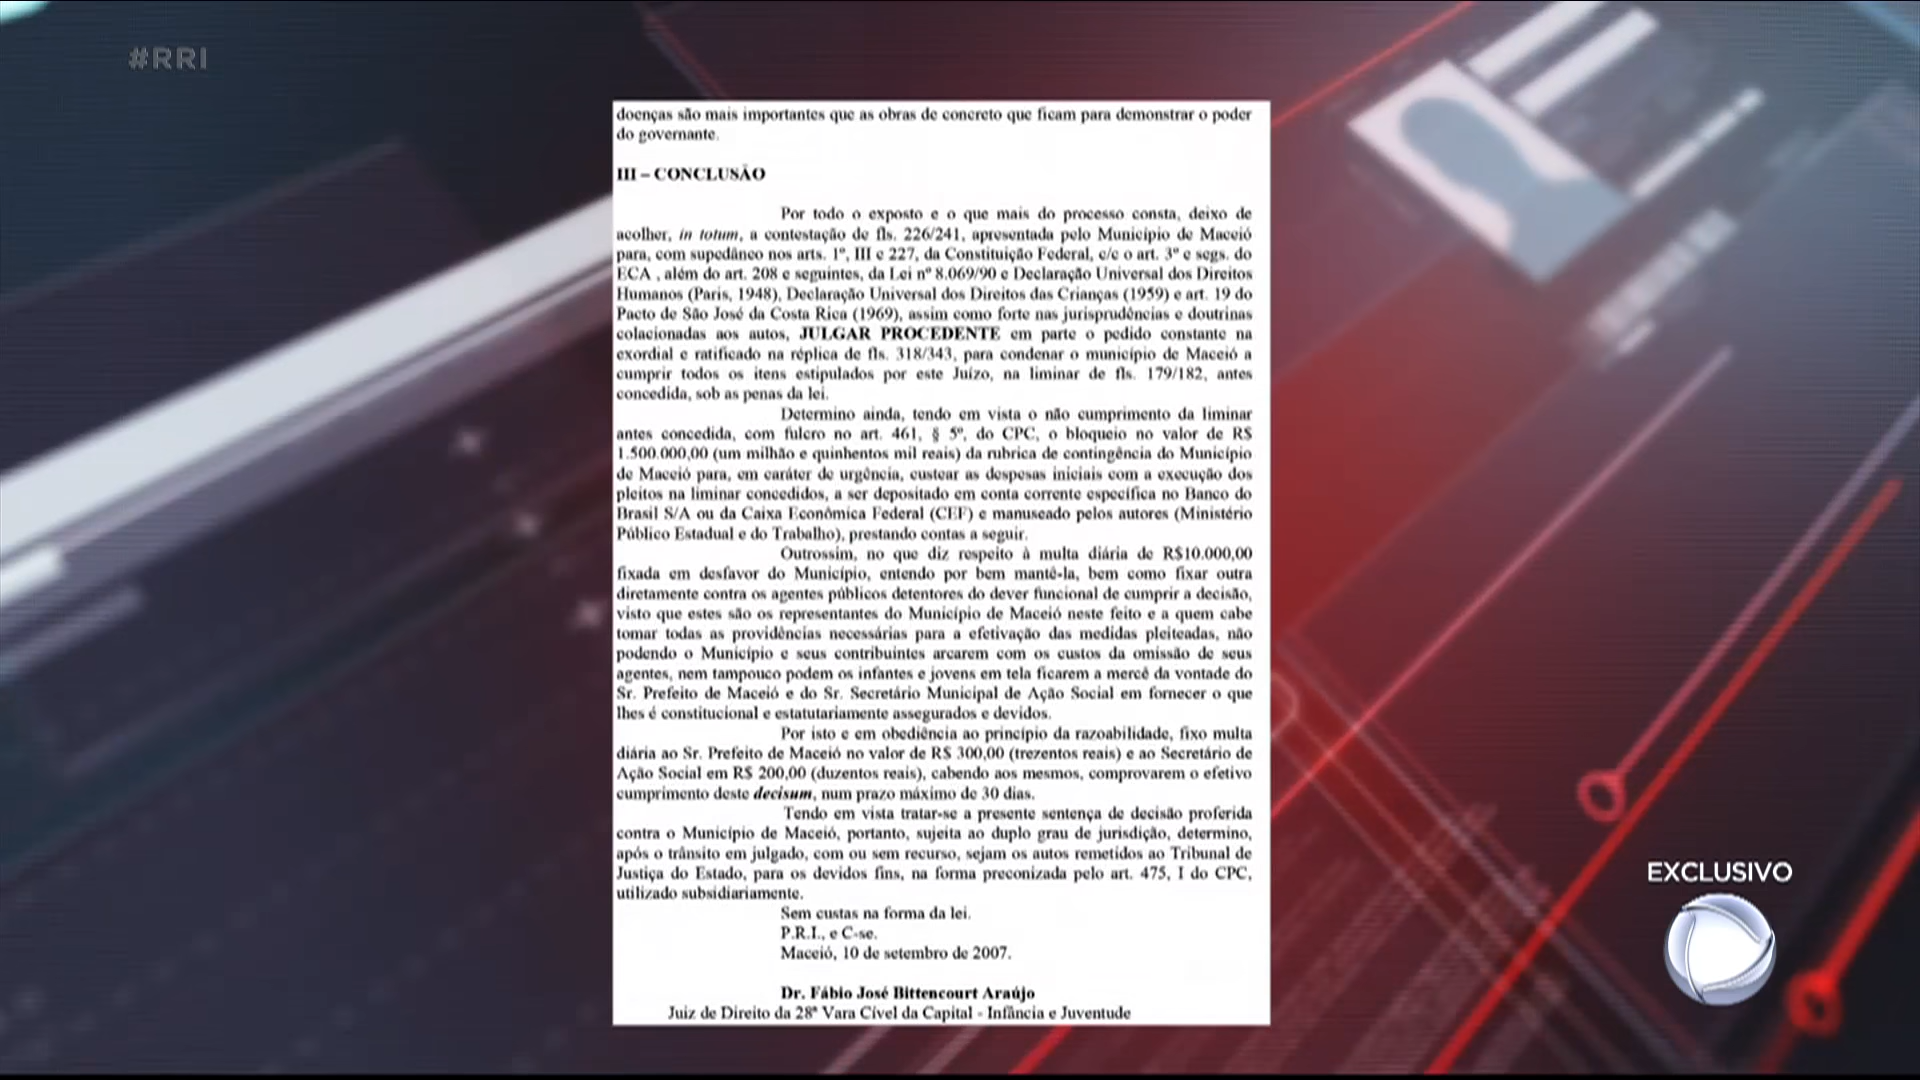 #RRI
doenças são mais importantes que as obras de concreto que ficam para demonstrar o poder
do governante.
III – CONCLUSÃO
Por todo o exposto e o que mais do processo consta, deixo de
acolher, in totum, a contestação de fls. 226/241, apresentada pelo Município de Maceió
para, com supedâneo nos arts. 1º, III e 227, da Constituição Federal, c/c o art. 3º e segs. do
ECA , além do art. 208 e seguintes, da Lei nº 8.069/90 e Declaração Universal dos Direitos
Humanos (Paris, 1948), Declaração Universal dos Direitos das Crianças (1959) e art. 19 do
Pacto de São José da Costa Rica (1969), assim como forte nas jurisprudências e doutrinas
colacionadas aos autos, JULGAR PROCEDENTE em parte o pedido constante na
exordial e ratificado na réplica de fls. 318/343, para condenar o município de Maceió a
cumprir todos os itens estipulados por este Juízo, na liminar de fls. 179/182, antes
concedida, sob as penas da lei.
Determino ainda, tendo em vista o não cumprimento da liminar
antes concedida, com fulcro no art. 461, § 5º, do CPC, o bloqueio no valor de R$
1.500.000,00 (um milhão e quinhentos mil reais) da rubrica de contingência do Município
de Maceió para, em caráter de urgência, custear as despesas iniciais com a execução dos
pleitos na liminar concedidos, a ser depositado em conta corrente específica no Banco do
Brasil S/A ou da Caixa Econômica Federal (CEF) e manuseado pelos autores (Ministério
Público Estadual e do Trabalho), prestando contas a seguir.
Outrossim, no que diz respeito à multa diária de R$10.000,00
fixada em desfavor do Município, entendo por bem mantê-la, bem como fixar outra
diretamente contra os agentes públicos detentores do dever funcional de cumprir a decisão,
visto que estes são os representantes do Município de Maceió neste feito e a quem cabe
tomar todas as providências necessárias para a efetivação das medidas pleiteadas, não
podendo o Município e seus contribuintes arcarem com os custos da omissão de seus
agentes, nem tampouco podem os infantes e jovens em tela ficarem a mercê da vontade do
Sr. Prefeito de Maceió e do Sr. Secretário Municipal de Ação Social em fornecer o que
lhes é constitucional e estatutariamente assegurados e devidos.
Por isto e em obediência ao princípio da razoabilidade, fixo multa
diária ao Sr. Prefeito de Maceió no valor de R$ 300,00 (trezentos reais) e ao Secretário de
Ação Social em R$ 200,00 (duzentos reais), cabendo aos mesmos, comprovarem o efetivo
cumprimento deste decisum, num prazo máximo de 30 dias.
Tendo em vista tratar-se a presente sentença de decisão proferida
contra o Município de Maceió, portanto, sujeita ao duplo grau de jurisdição, determino,
após o trânsito em julgado, com ou sem recurso, sejam os autos remetidos ao Tribunal de
Justiça do Estado, para os devidos fins, na forma preconizada pelo art. 475, I do CPC,
utilizado subsidiariamente.
Sem custas na forma da lei.
P.R.I., e C-se.
Maceió, 10 de setembro de 2007.
Dr. Fábio José Bittencourt Araújo
Juiz de Direito da 28ª Vara Cível da Capital - Infância e Juventude
EXCLUSIVO